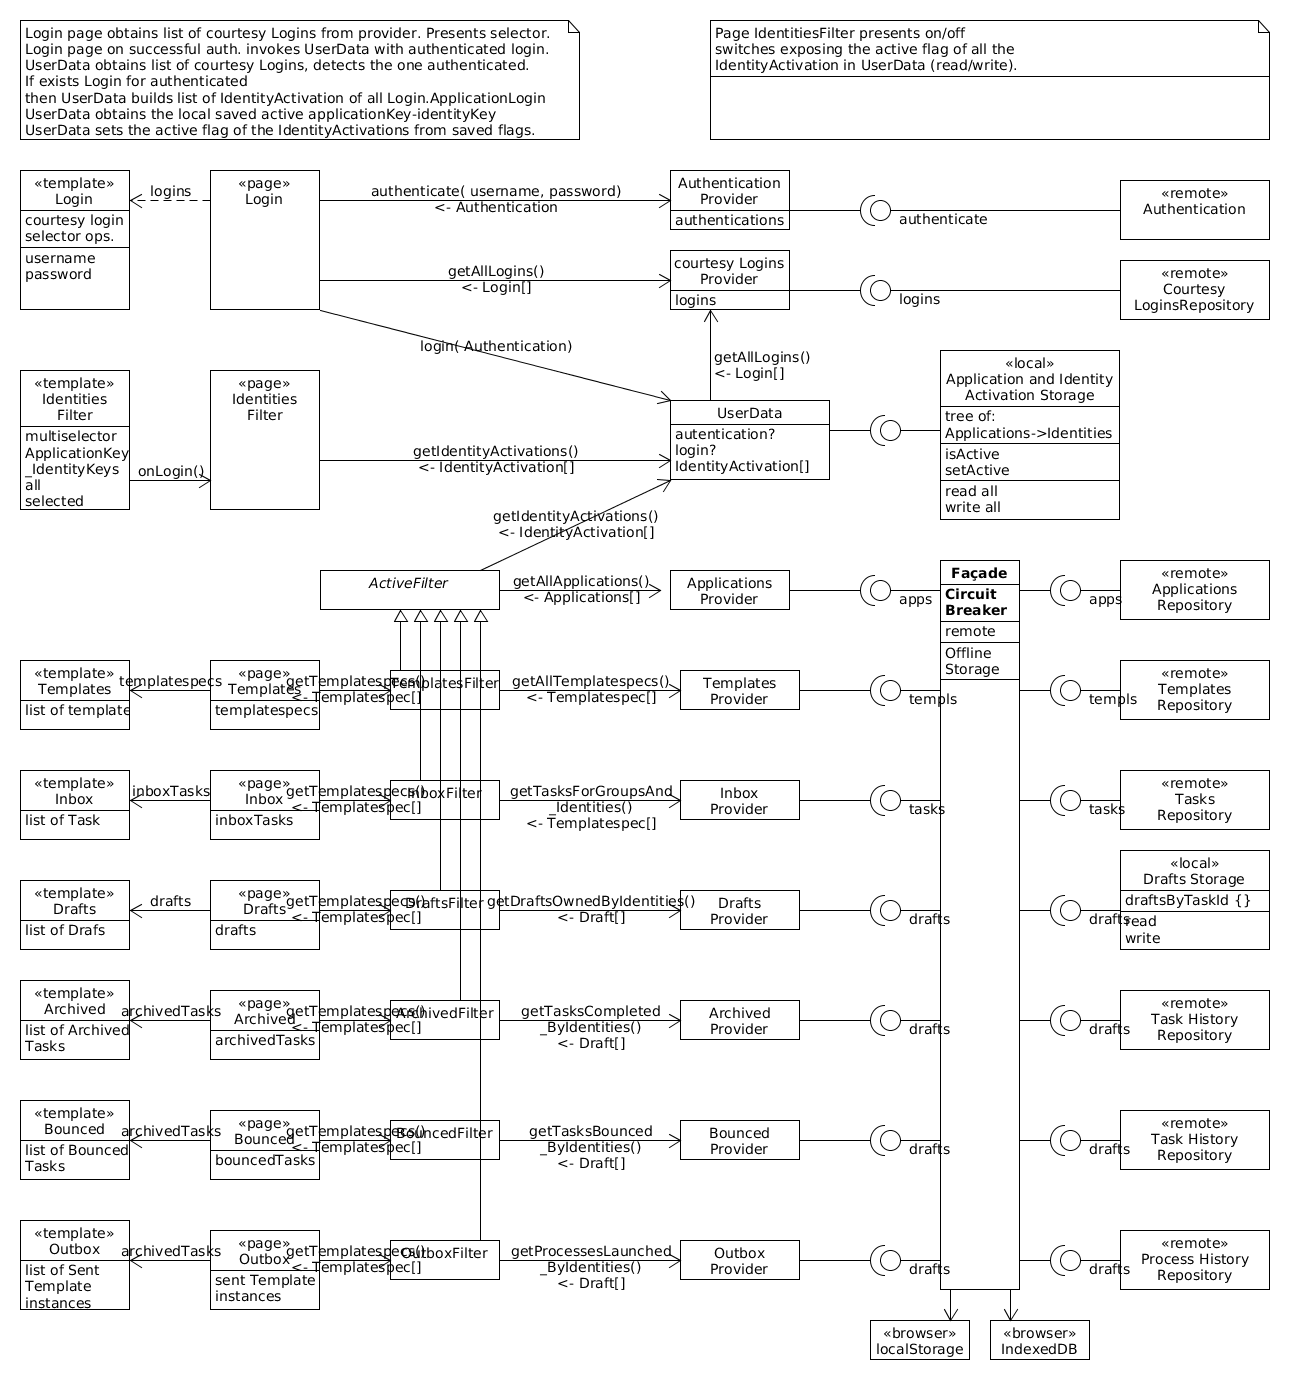 Login page obtains list of courtesy Logins from provider. Presents selector.
Login page on successful auth. invokes UserData with authenticated login.
UserData obtains list of courtesy Logins, detects the one authenticated.
If exists Login for authenticated
then UserData builds list of IdentityActivation of all Login.ApplicationLogin
UserData obtains the local saved active applicationKey-identityKey
UserData sets the active flag of the IdentityActivations from saved flags.
Page IdentitiesFilter presents on/off
switches exposing the active flag of all the
IdentityActivation in UserData (read/write).
«template»
Login
courtesy login
selector ops.
username
password
logins
«page»
Login
authenticate( username, password)
<- Authentication
Authentication
Provider
authentications
authenticate
«remote»
Authentication
getAllLogins()
<- Login[]
courtesy Logins
Provider
logins
logins
«remote»
Courtesy
LoginsRepository
login( Authentication)
getAllLogins()
<- Login[]
«template»
Identities
Filter
multiselector
ApplicationKey
_IdentityKeys
all
selected
onLogin()
«page»
Identities
Filter
getIdentityActivations()
<- IdentityActivation[]
UserData
autentication?
login?
IdentityActivation[]
«local»
Application and Identity
Activation Storage
tree of:
Applications->Identities
isActive
setActive
read all
write all
getIdentityActivations()
<- IdentityActivation[]
ActiveFilter
getAllApplications()
<- Applications[]
Applications
Provider
apps
Façade
Circuit
Breaker
remote
Offline
Storage
apps
«remote»
Applications
Repository
«template»
Templates
list of template
templatespecs
«page»
Templates
templatespecs
getTemplatespecs()
<- Templatespec[]
TemplatesFilter
getAllTemplatespecs()
<- Templatespec[]
Templates
Provider
templs
templs
«remote»
Templates
Repository
«template»
Inbox
list of Task
inboxTasks
«page»
Inbox
inboxTasks
getTemplatespecs()
<- Templatespec[]
InboxFilter
getTasksForGroupsAnd
_Identities()
<- Templatespec[]
Inbox
Provider
tasks
tasks
«remote»
Tasks
Repository
«template»
Drafts
list of Drafs
drafts
«page»
Drafts
drafts
getTemplatespecs()
<- Templatespec[]
DraftsFilter
getDraftsOwnedByIdentities()
<- Draft[]
Drafts
Provider
drafts
drafts
«local»
Drafts Storage
draftsByTaskId {}
read
write
«template»
Archived
list of Archived
Tasks
archivedTasks
«page»
Archived
archivedTasks
getTemplatespecs()
<- Templatespec[]
ArchivedFilter
getTasksCompleted
_ByIdentities()
<- Draft[]
Archived
Provider
drafts
drafts
«remote»
Task History
Repository
«template»
Bounced
list of Bounced
Tasks
archivedTasks
«page»
Bounced
bouncedTasks
getTemplatespecs()
<- Templatespec[]
BouncedFilter
getTasksBounced
_ByIdentities()
<- Draft[]
Bounced
Provider
drafts
drafts
«remote»
Task History
Repository
«template»
Outbox
list of Sent
Template
instances
archivedTasks
«page»
Outbox
sent Template
instances
getTemplatespecs()
<- Templatespec[]
OutboxFilter
getProcessesLaunched
_ByIdentities()
<- Draft[]
Outbox
Provider
drafts
drafts
«remote»
Process History
Repository
«browser»
localStorage
«browser»
IndexedDB